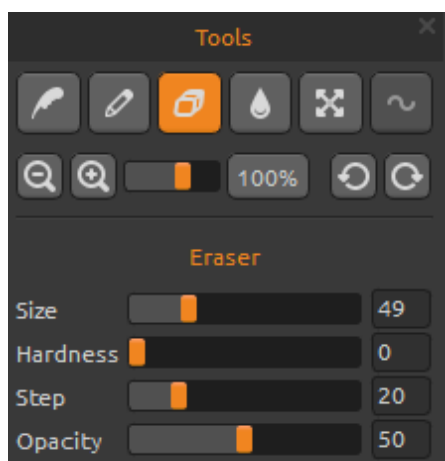 Tools
100%
Eraser
Size 49
Hardness 0
Step 20
Opacity 50